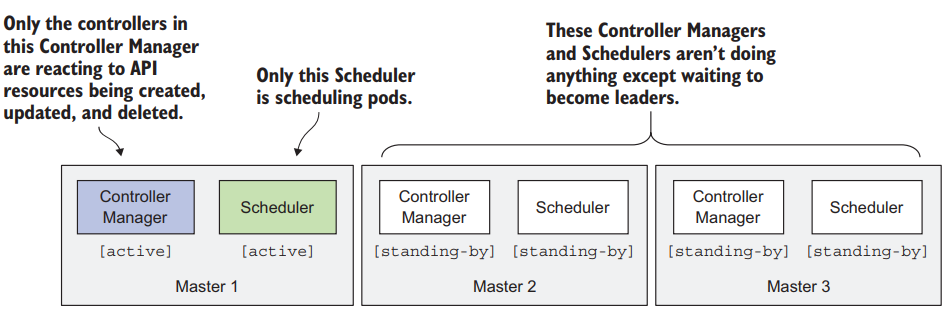 Only the controllers in
this Controller Manager
are reacting to API
resources being created,
updated, and deleted.
Only this Scheduler
is scheduling pods.
These Controller Managers
and Schedulers aren’t doing
anything except waiting to
become leaders.
Controller
Manager
[active]
Scheduler
[active]
Master 1
Controller
Manager
[standing-by]
Scheduler
[standing-by]
Master 2
Controller
Manager
[standing-by]
Scheduler
[standing-by]
Master 3